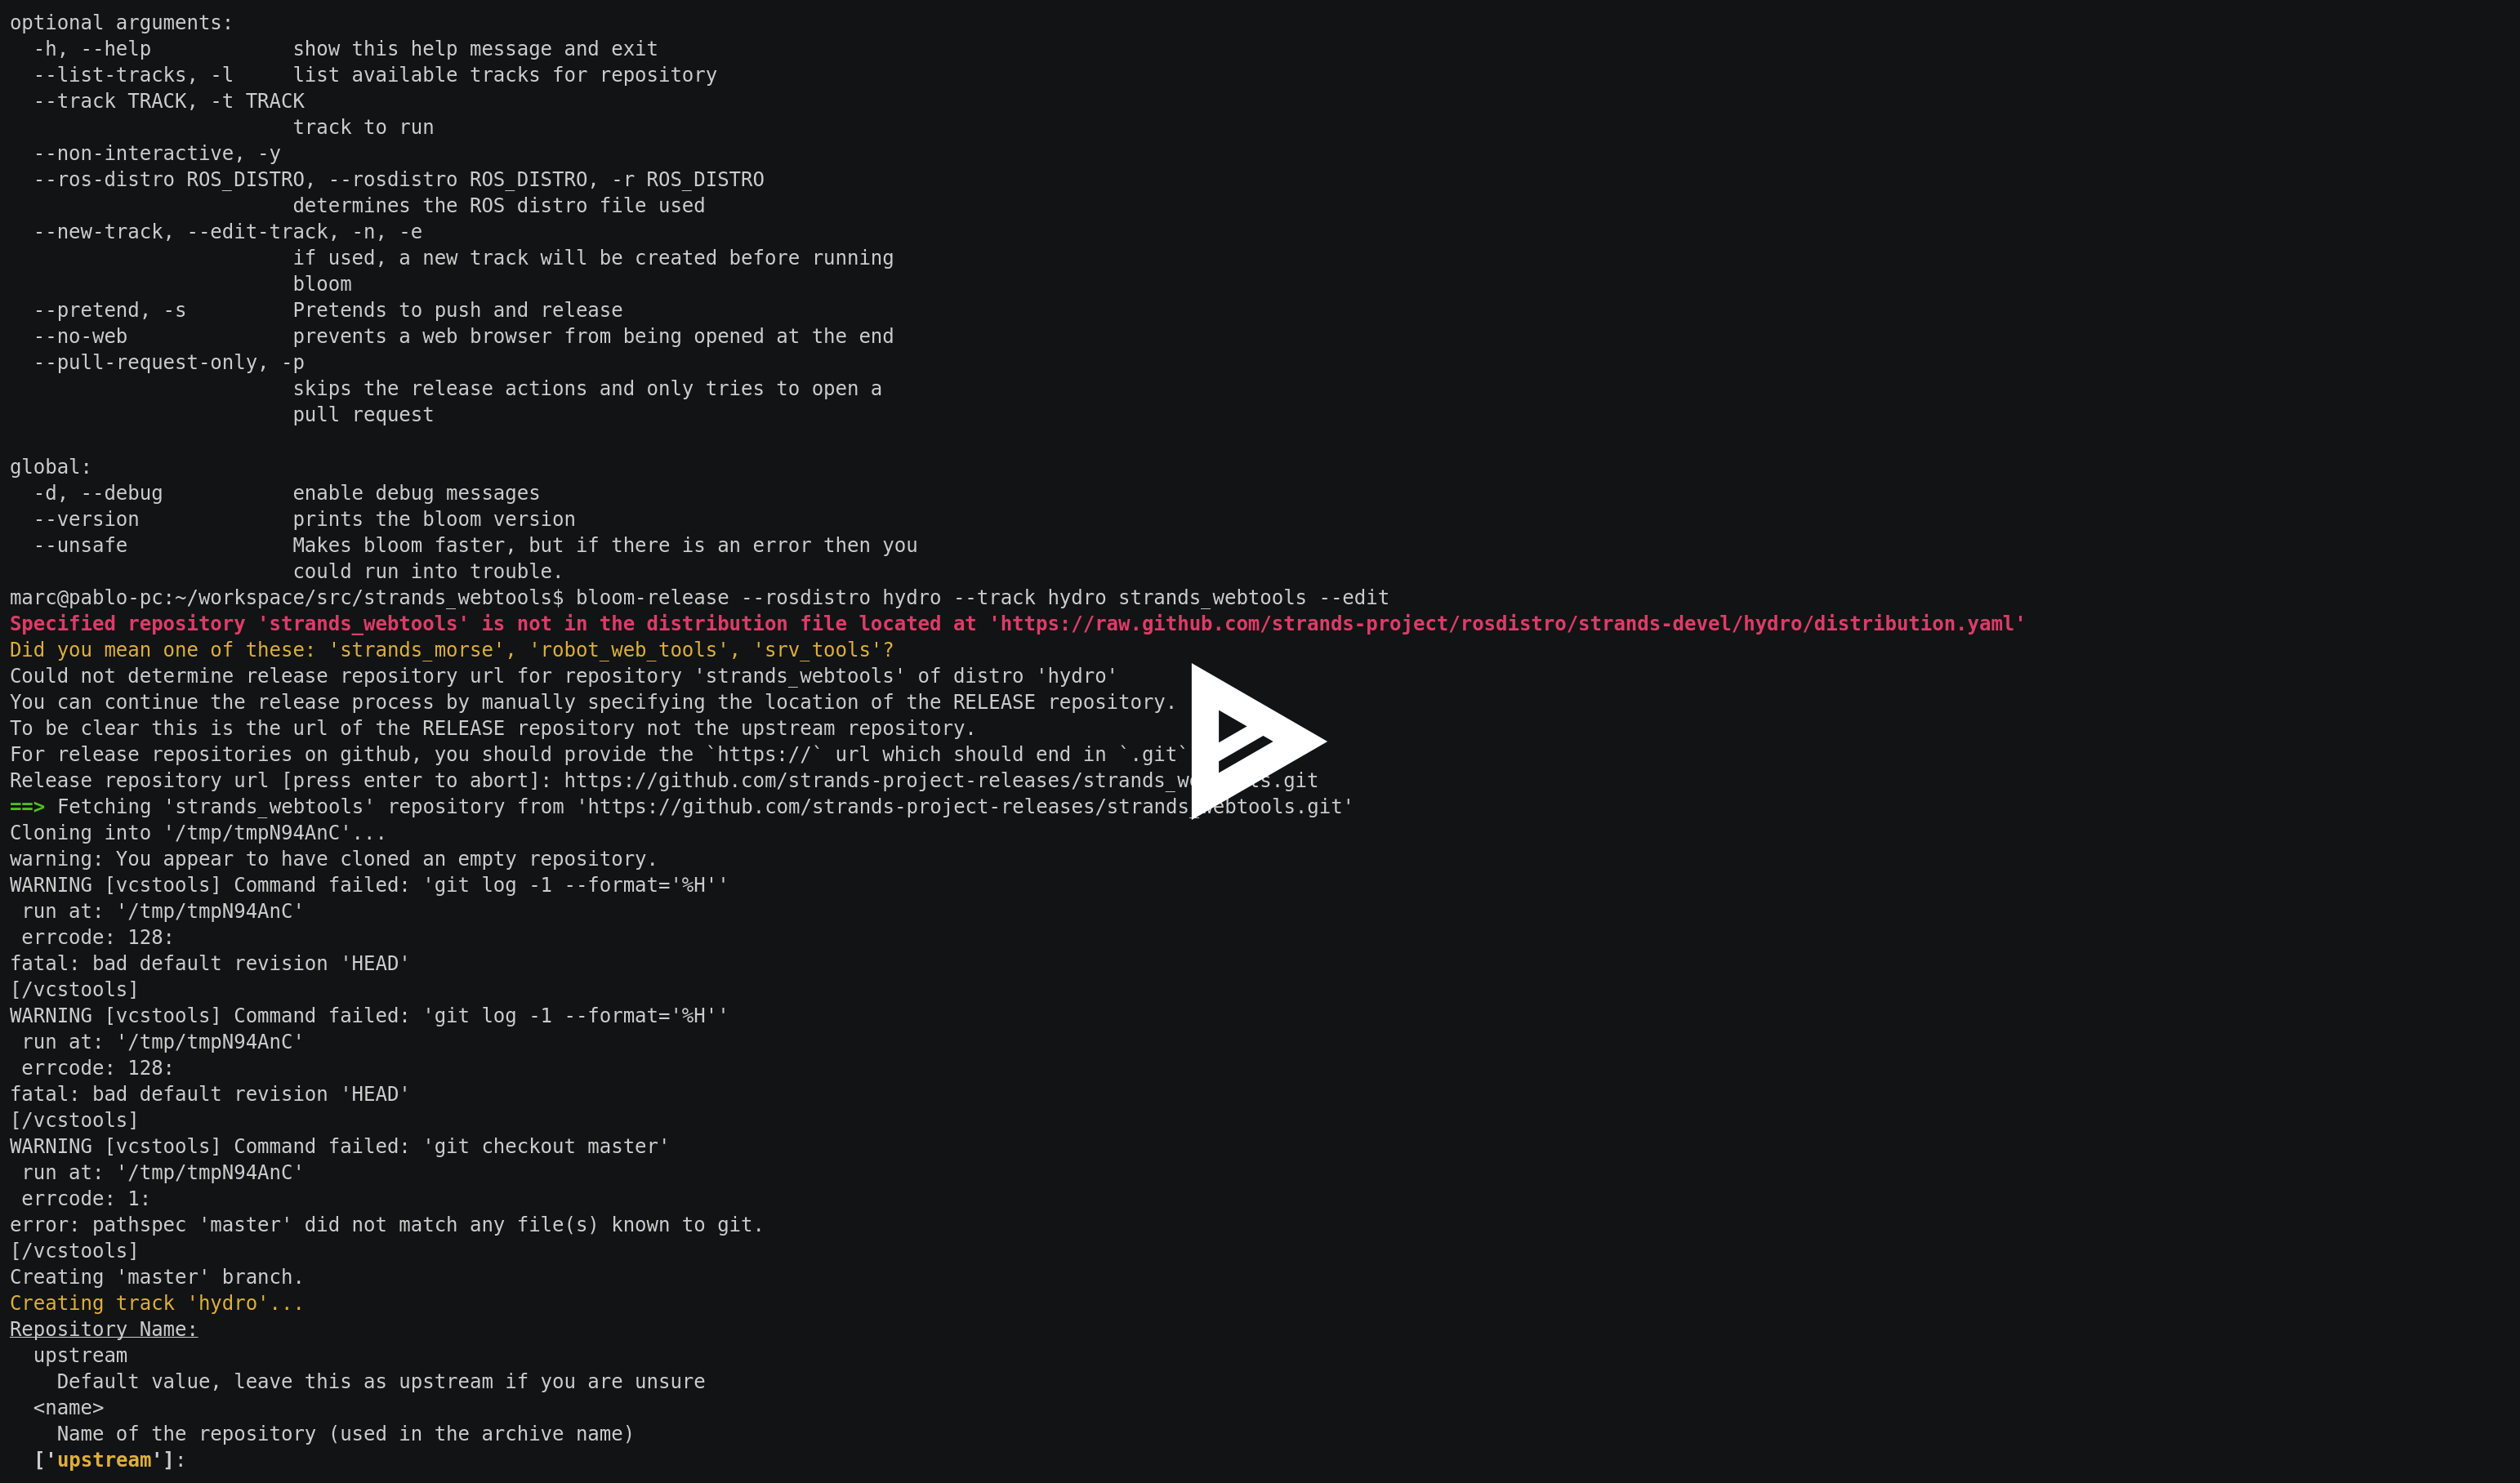 optional arguments:
  -h, --help            show this help message and exit
  --list-tracks, -l     list available tracks for repository
  --track TRACK, -t TRACK
                        track to run
  --non-interactive, -y
  --ros-distro ROS_DISTRO, --rosdistro ROS_DISTRO, -r ROS_DISTRO
                        determines the ROS distro file used
  --new-track, --edit-track, -n, -e
                        if used, a new track will be created before running
                        bloom
  --pretend, -s         Pretends to push and release
  --no-web              prevents a web browser from being opened at the end
  --pull-request-only, -p
                        skips the release actions and only tries to open a
                        pull request

global:
  -d, --debug           enable debug messages
  --version             prints the bloom version
  --unsafe              Makes bloom faster, but if there is an error then you
                        could run into trouble.
marc@pablo-pc:~/workspace/src/strands_webtools$ bloom-release --rosdistro hydro --track hydro strands_webtools --edit
Specified repository 'strands_webtools' is not in the distribution file located at 'https://raw.github.com/strands-project/rosdistro/strands-devel/hydro/distribution.yaml'
Did you mean one of these: 'strands_morse', 'robot_web_tools', 'srv_tools'?
Could not determine release repository url for repository 'strands_webtools' of distro 'hydro'
You can continue the release process by manually specifying the location of the RELEASE repository.
To be clear this is the url of the RELEASE repository not the upstream repository.
For release repositories on github, you should provide the `https://` url which should end in `.git`
Release repository url [press enter to abort]: https://github.com/strands-project-releases/strands_webtools.git
==> Fetching 'strands_webtools' repository from 'https://github.com/strands-project-releases/strands_webtools.git'
Cloning into '/tmp/tmpN94AnC'...
warning: You appear to have cloned an empty repository.
WARNING [vcstools] Command failed: 'git log -1 --format='%H''
 run at: '/tmp/tmpN94AnC'
 errcode: 128:
fatal: bad default revision 'HEAD'
[/vcstools]
WARNING [vcstools] Command failed: 'git log -1 --format='%H''
 run at: '/tmp/tmpN94AnC'
 errcode: 128:
fatal: bad default revision 'HEAD'
[/vcstools]
WARNING [vcstools] Command failed: 'git checkout master'
 run at: '/tmp/tmpN94AnC'
 errcode: 1:
error: pathspec 'master' did not match any file(s) known to git.
[/vcstools]
Creating 'master' branch.
Creating track 'hydro'...
Repository Name:
  upstream
    Default value, leave this as upstream if you are unsure
  <name>
    Name of the repository (used in the archive name)
  ['upstream']: